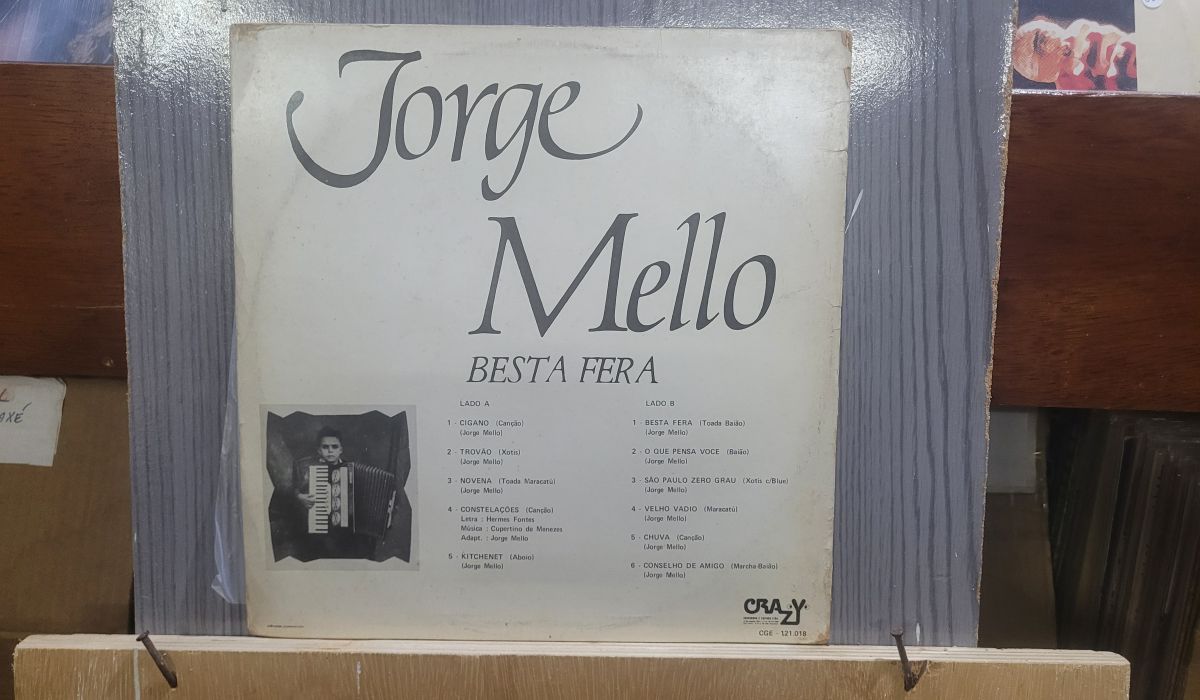 Jorge
Mello
BESTA FERA
LADO A
1 - CIGANO (Canção)
(Jorge Mello)
2 - TROVÃO (Xotis)
(Jorge Mello)
3 - NOVENA (Toada Maracatú)
(Jorge Mello)
4 - CONSTELAÇÕES (Canção)
Letra : Hermes Fontes
Música : Cupertino de Menezes
Adapt. : Jorge Mello
5 - KITCHENET (Aboio)
(Jorge Mello)
LADO B
1 - BESTA FERA (Toada Baião)
(Jorge Mello)
2 - O QUE PENSA VOCE (Baião)
(Jorge Mello)
3 - SÃO PAULO ZERO GRAU (Xotis c/Blue)
(Jorge Mello)
4 - VELHO VADIO (Maracatú)
(Jorge Mello)
5 - CHUVA (Canção)
(Jorge Mello)
6 - CONSELHO DE AMIGO (Marcha-Baião)
(Jorge Mello)
CRAZY
CGE - 121.018
AXÉ